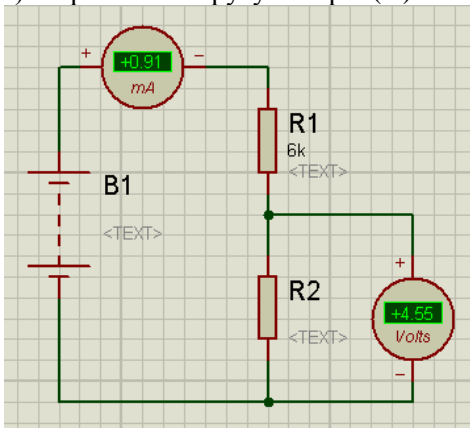 +
+0.91
−
mA
R1
6k
<TEXT>
B1
<TEXT>
+
R2
+4.55
<TEXT>
Volts
−